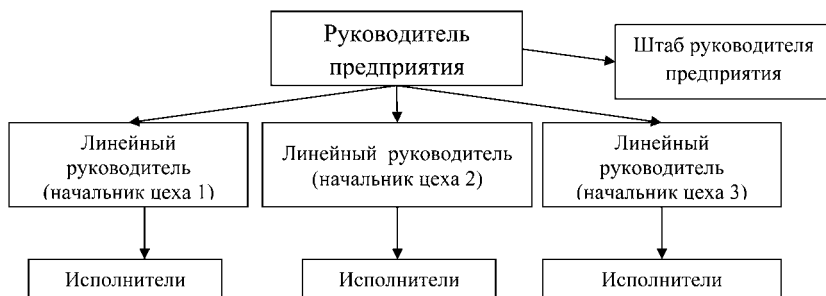 Руководитель
предприятия
Штаб руководителя
предприятия
Линейный
руководитель
(начальник цеха 1)
Линейный руководитель
(начальник цеха 2)
Линейный
руководитель
(начальник цеха 3)
Исполнители
Исполнители
Исполнители